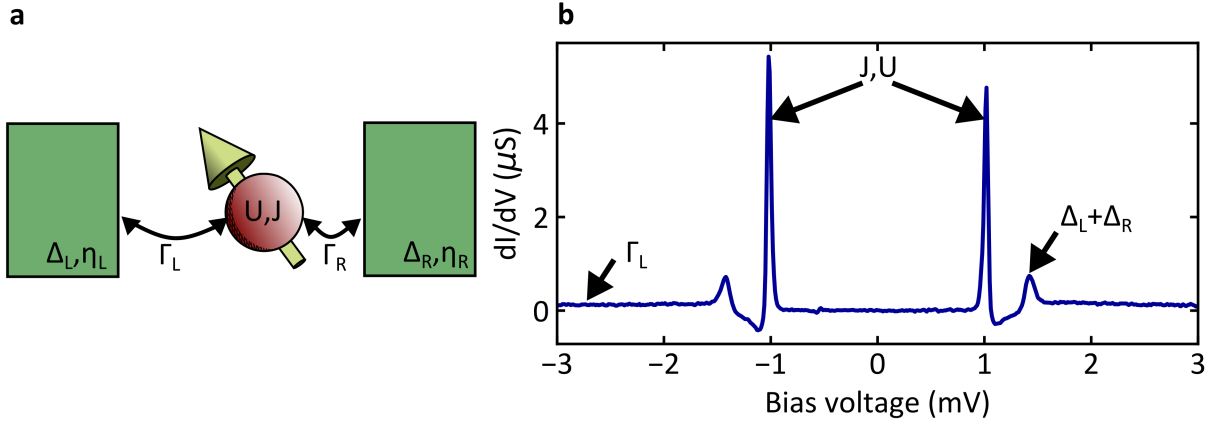 a
b
U,J
Δ_L,η_L
Γ_L
Γ_R
Δ_R,η_R
dI/dV (μS)
4
2
0
J,U
Γ_L
Δ_L+Δ_R
−3
−2
−1
0
1
2
3
Bias voltage (mV)